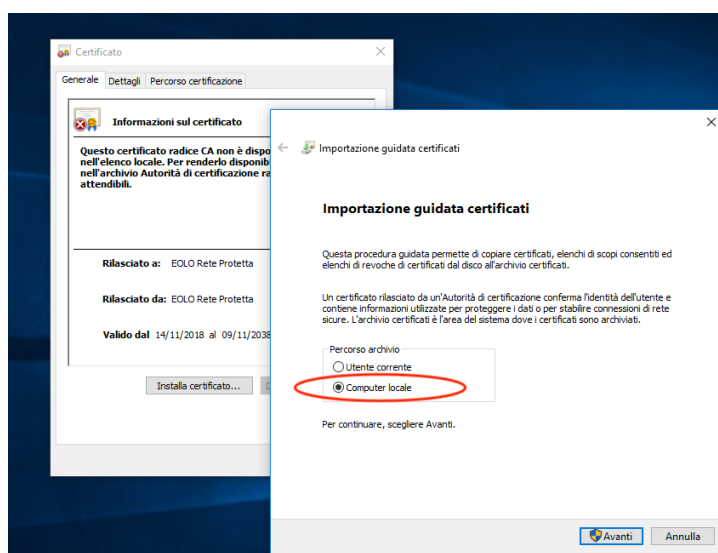 Certificato
Generale Dettagli Percorso certificazione
Informazioni sul certificato
Questo certificato radice CA non è
nell'elenco locale. Per renderlo
nell'archivio Autorità di certificazione
attendibili.
Rilasciato a: EOLO Rete Protetta
Rilasciato da: EOLO Rete Protetta
Valido dal 14/11/2018 al 09/11/2038
Installa certificato...
Importazione guidata certificati
Importazione guidata certificati
Questa procedura guidata permette di copiare certificati, elenchi di scopi consentiti ed
elenchi di revoche di certificati dal disco all'archivio certificati.
Un certificato rilasciato da un'Autorità di certificazione conferma l'identità dell'utente e
contiene informazioni utilizzate per proteggere i dati o per stabilire connessioni di rete
sicure. L'archivio certificati è l'area del sistema dove i certificati sono archiviati.
Percorso archivio
Utente corrente
Computer locale
Per continuare, scegliere Avanti.
Avanti Annulla